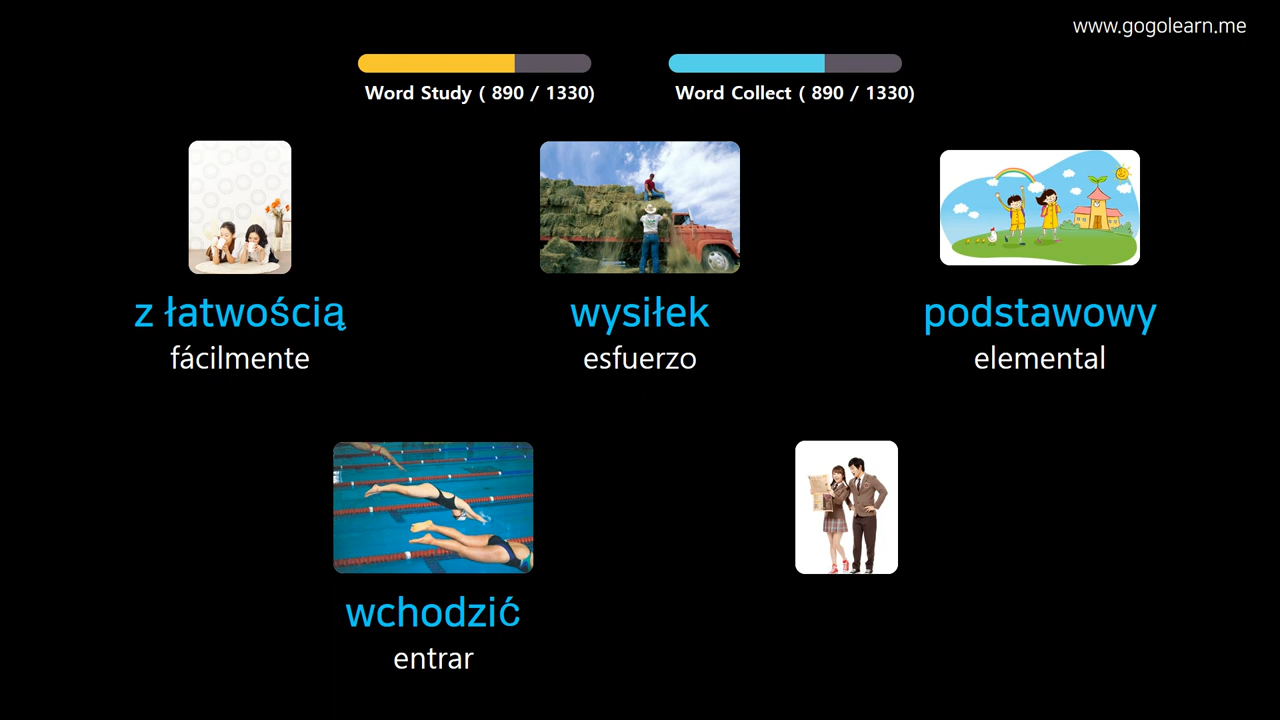 www.gogolearn.me
Word Study ( 890 / 1330)
Word Collect ( 890 / 1330)
z łatwością
fácilmente
wysiłek
esfuerzo
podstawowy
elemental
wchodzić
entrar